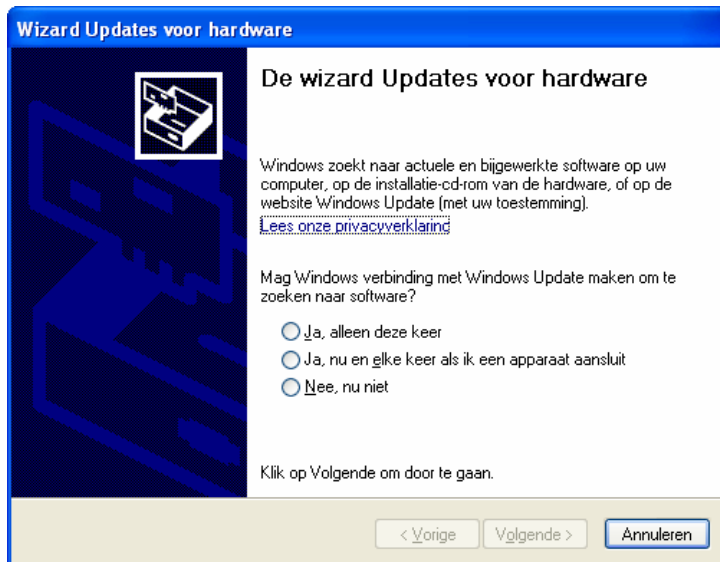 Wizard Updates voor hardware
De wizard Updates voor hardware
Windows zoekt naar actuele en bijgewerkte software op uw
computer, op de installatie-cd-rom van de hardware, of op de
website Windows Update (met uw toestemming).
Lees onze privacyverklaring
Mag Windows verbinding met Windows Update maken om te
zoeken naar software?
Ja, alleen deze keer
Ja, nu en elke keer als ik een apparaat aansluit
Nee, nu niet
Klik op Volgende om door te gaan.
< Vorige Volgende > Annuleren